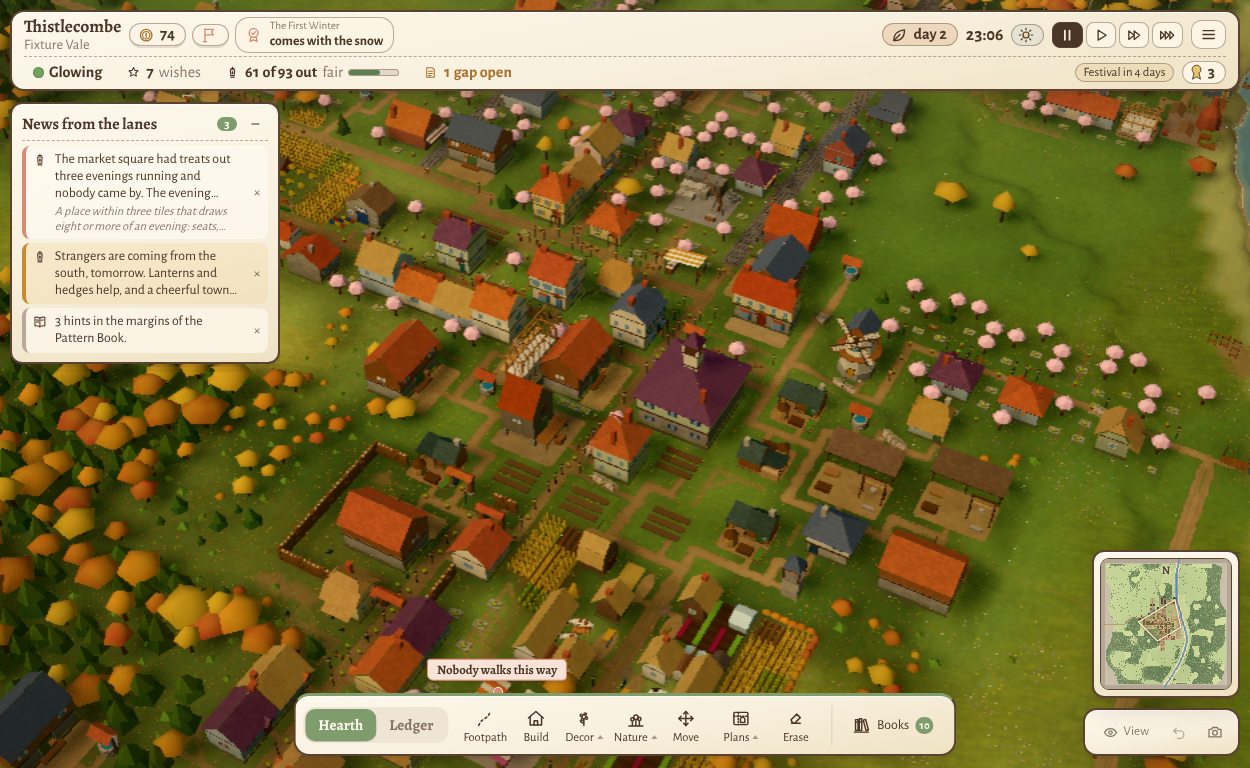 Thistlecombe
Fixture Vale
74
The First Winter
comes with the snow
day 2
23:06
Glowing
7 wishes
61 of 93 out fair
1 gap open
Festival in 4 days
3
News from the lanes
3
The market square had treats out
three evenings running and
nobody came by. The evening…
A place within three tiles that draws
eight or more of an evening: seats,…
Strangers are coming from the
south, tomorrow. Lanterns and
hedges help, and a cheerful town…
3 hints in the margins of the
Pattern Book.
N
Nobody walks this way
Hearth
Ledger
Footpath
Build
Decor
Nature
Move
Plans
Erase
Books 10
View